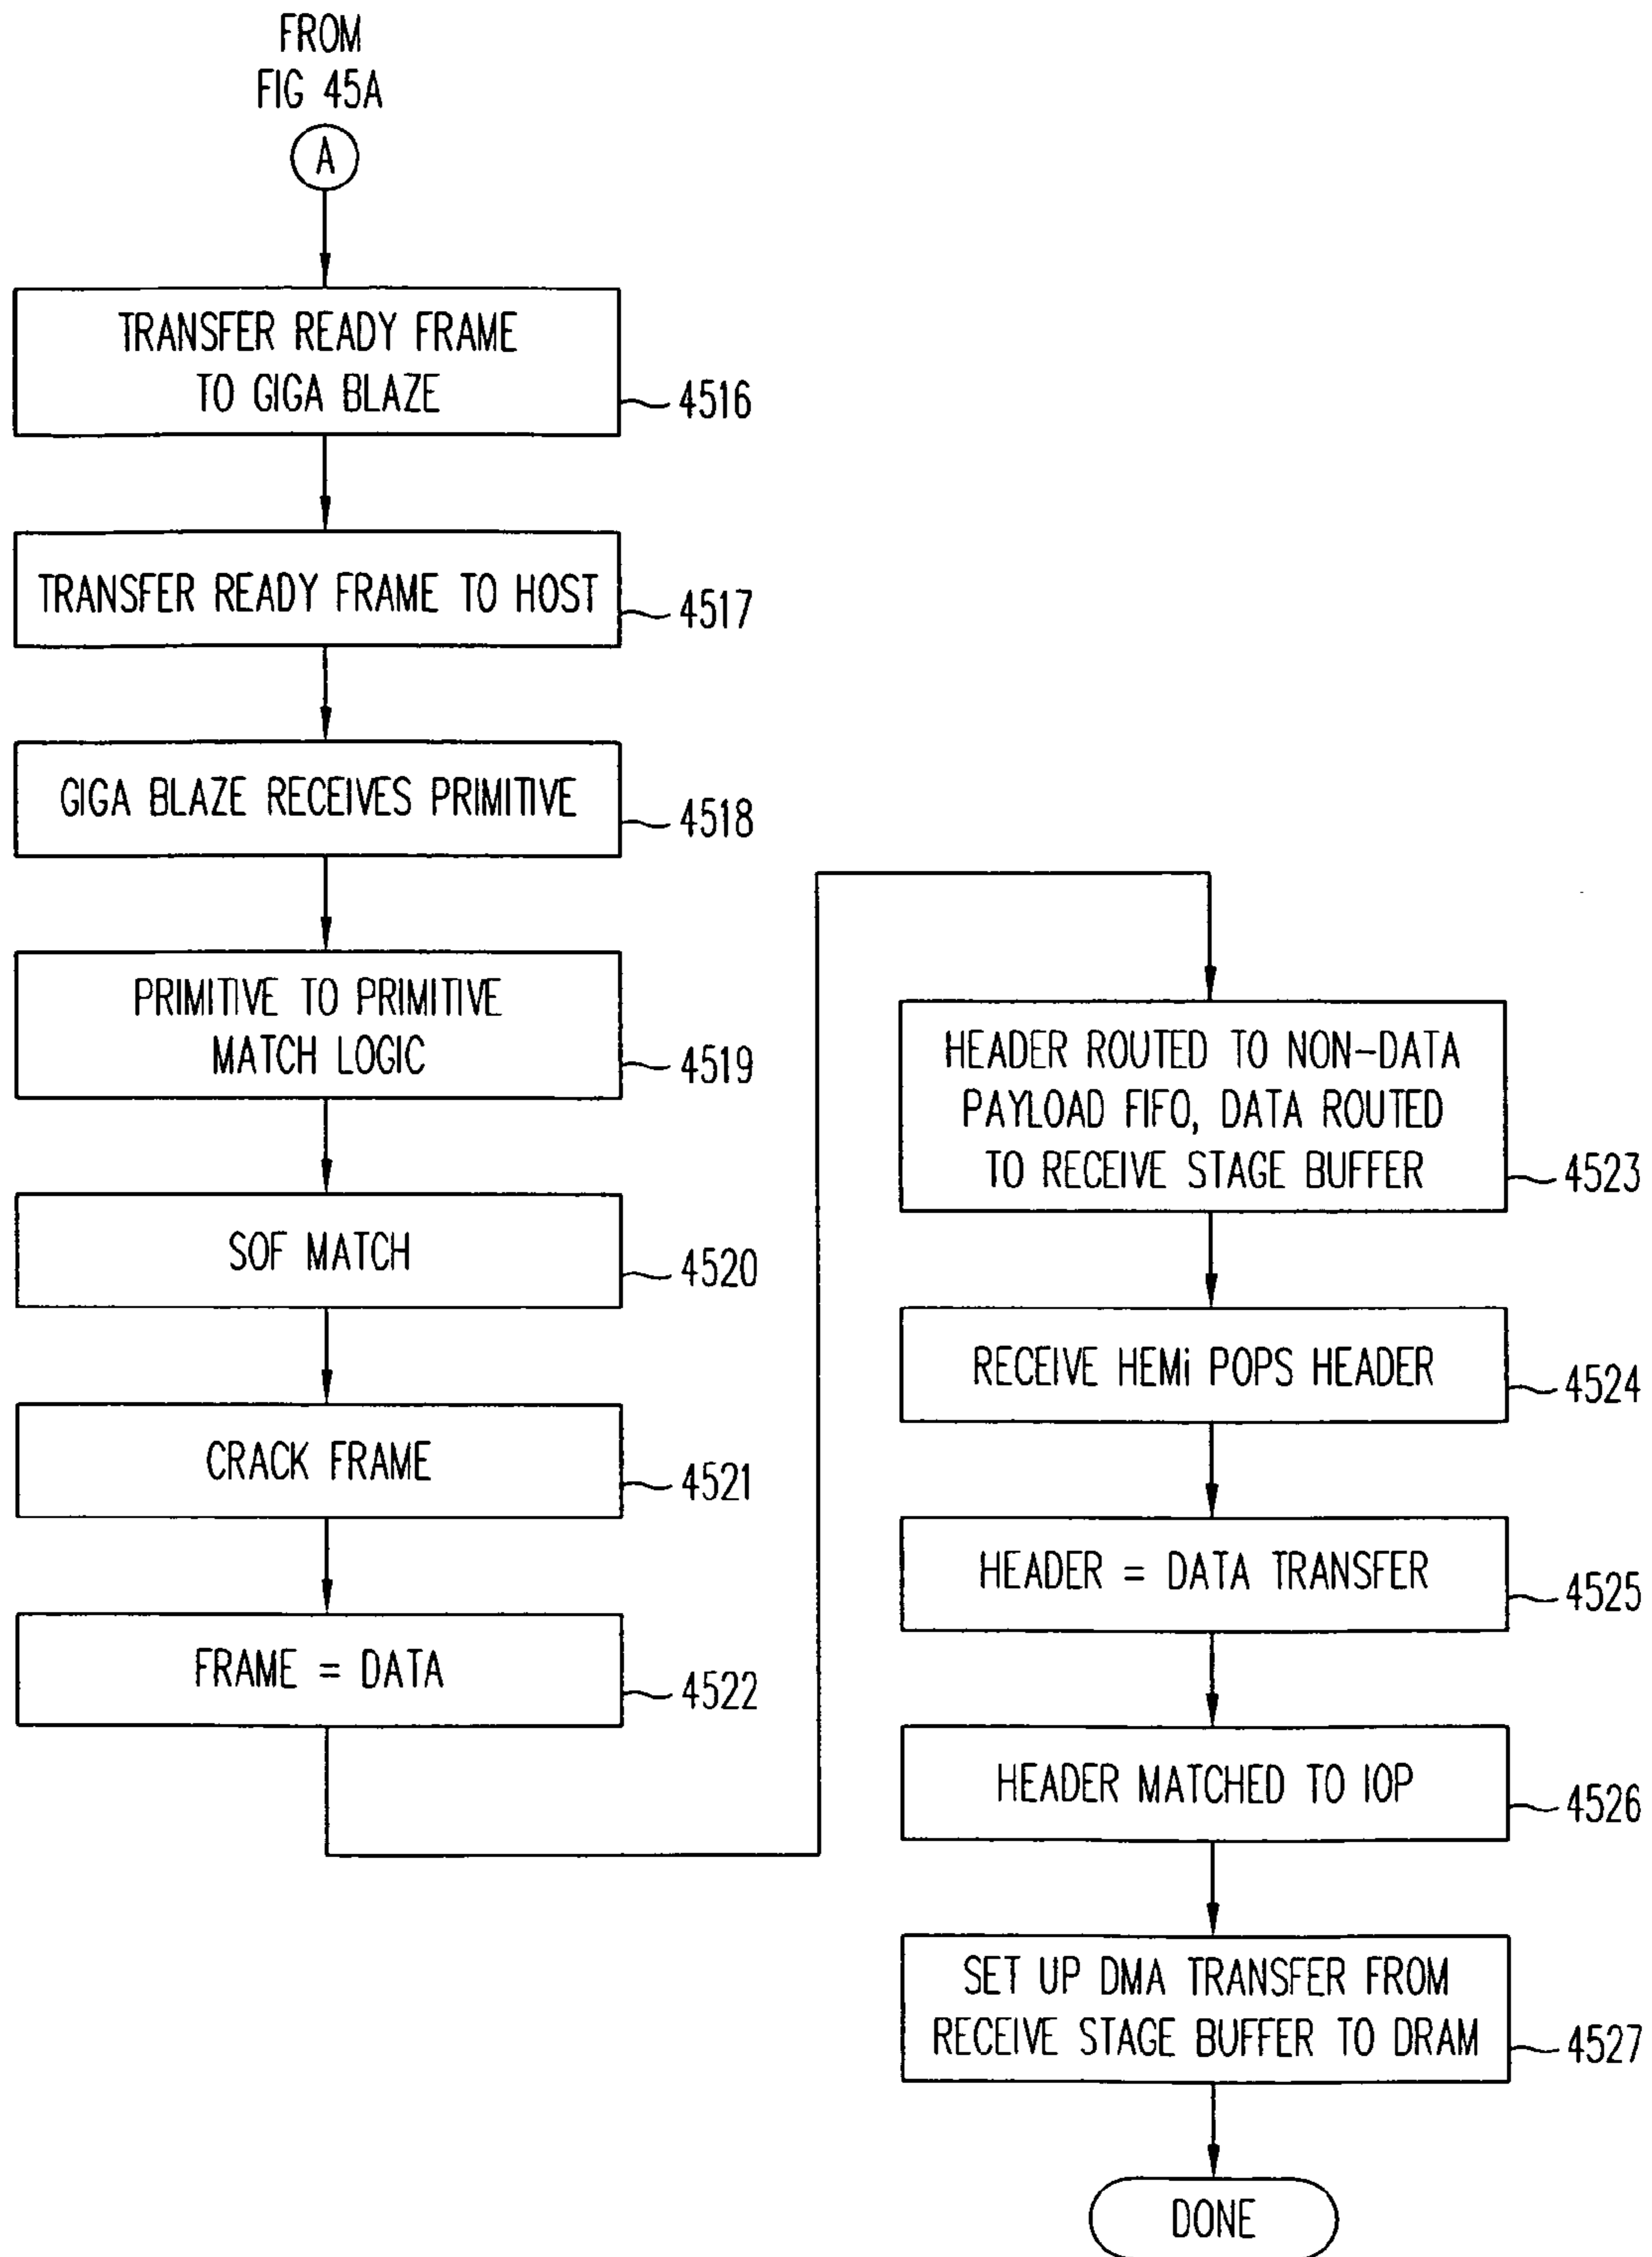 FROM
FIG 45A
A
TRANSFER READY FRAME
TO GIGA BLAZE
4516
TRANSFER READY FRAME TO HOST
4517
GIGA BLAZE RECEIVES PRIMITIVE
4518
PRIMITIVE TO PRIMITIVE
MATCH LOGIC
4519
SOF MATCH
4520
CRACK FRAME
4521
FRAME = DATA
4522
HEADER ROUTED TO NON-DATA
PAYLOAD FIFO, DATA ROUTED
TO RECEIVE STAGE BUFFER
4523
RECEIVE HEMi POPS HEADER
4524
HEADER = DATA TRANSFER
4525
HEADER MATCHED TO IOP
4526
SET UP DMA TRANSFER FROM
RECEIVE STAGE BUFFER TO DRAM
4527
DONE